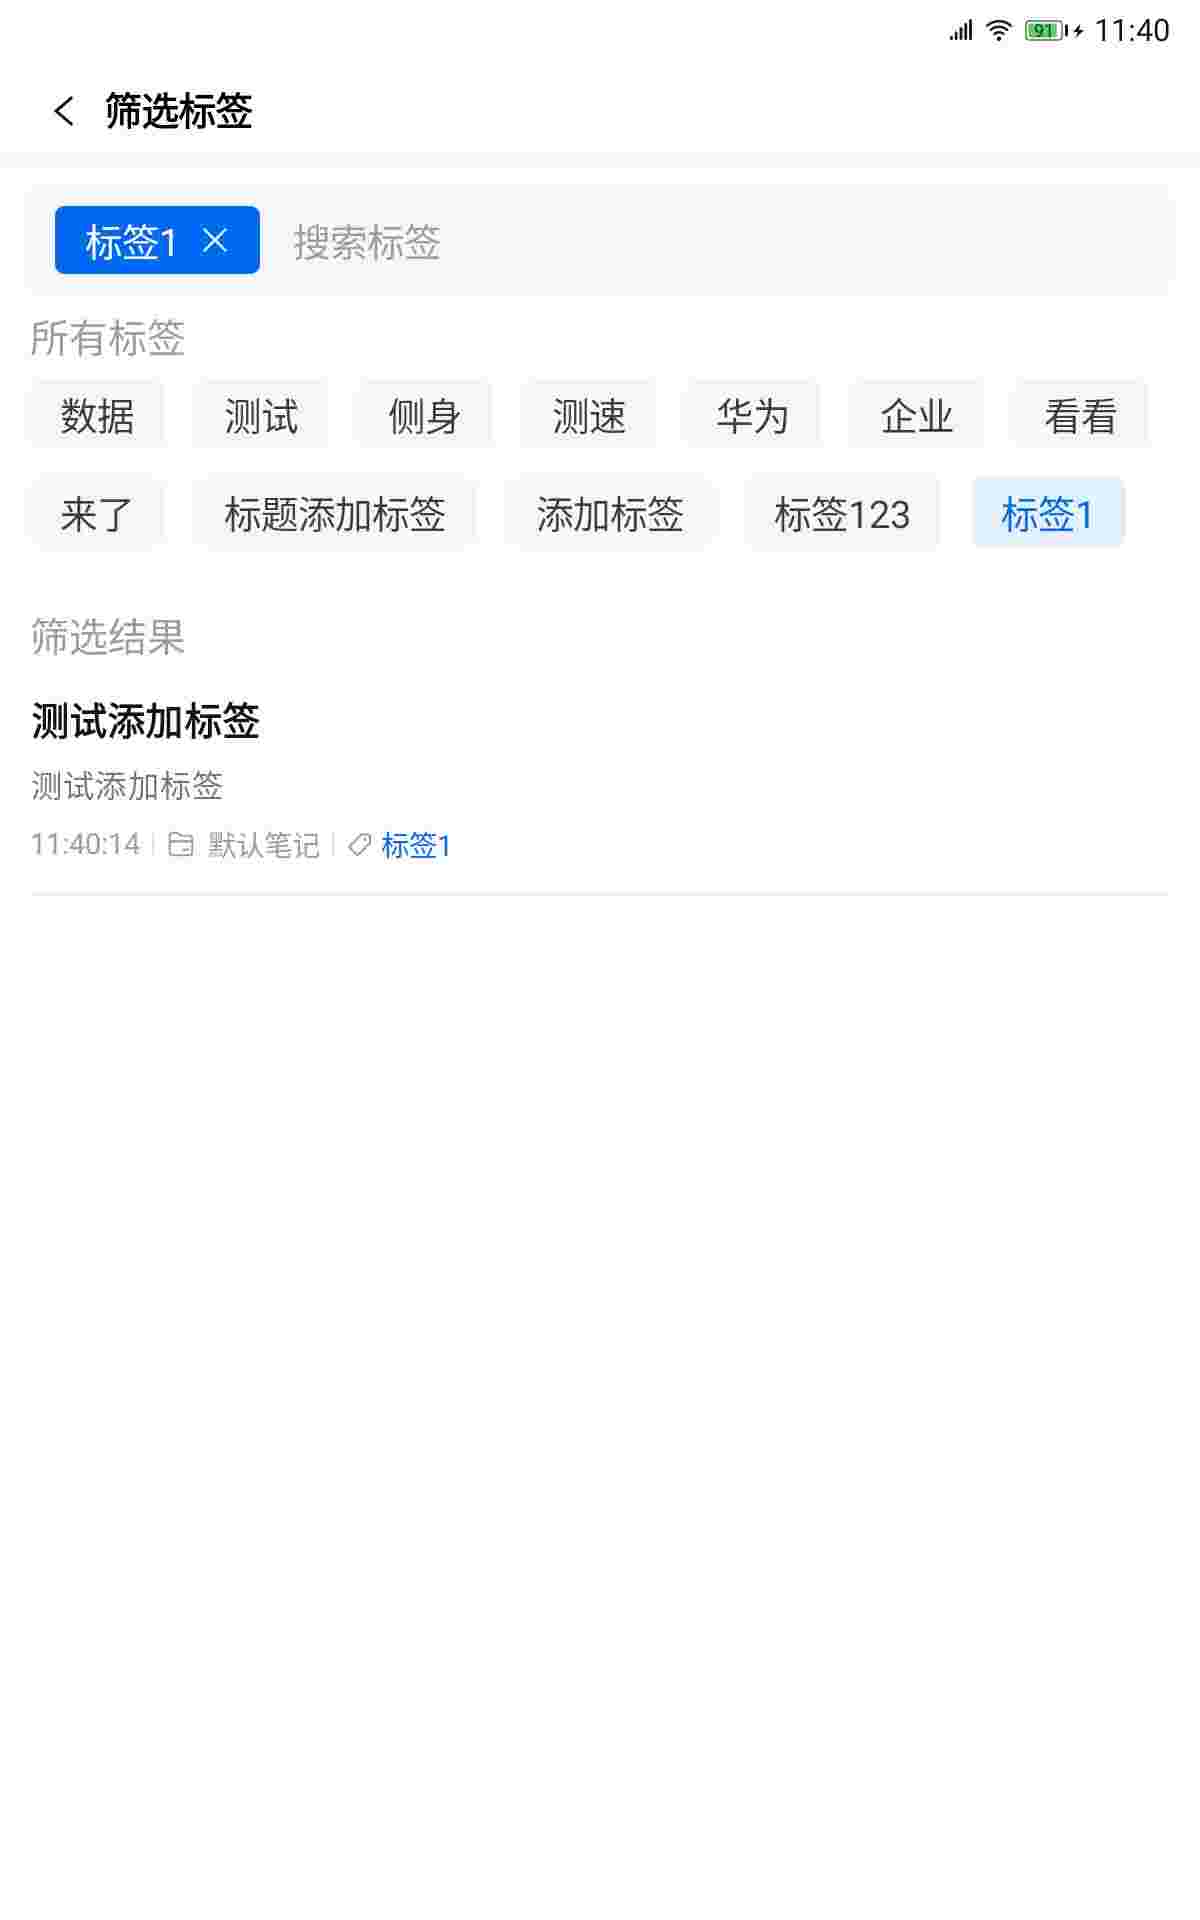 91 11:40
筛选标签
标签1 搜索标签
所有标签
数据 测试 侧身 测速 华为 企业 看看
来了 标题添加标签 添加标签 标签123 标签1
筛选结果
测试添加标签
测试添加标签
11:40:14 默认笔记 标签1